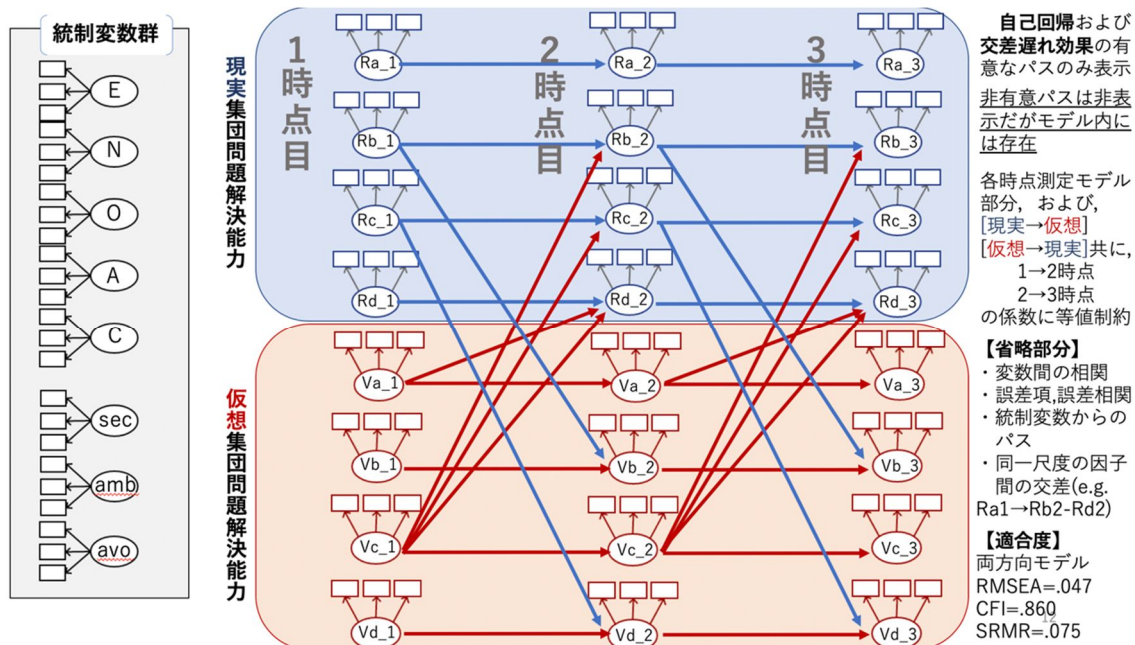 統制変数群
E
N
O
A
C
sec
amb
avo
現実集団問題解決能力
仮想集団問題解決能力
1時点目
2時点目
3時点目
Ra_1
Ra_2
Ra_3
Rb_1
Rb_2
Rb_3
Rc_1
Rc_2
Rc_3
Rd_1
Rd_2
Rd_3
Va_1
Va_2
Va_3
Vb_1
Vb_2
Vb_3
Vc_1
Vc_2
Vc_3
Vd_1
Vd_2
Vd_3
自己回帰および
交差遅れ効果の有
意なパスのみ表示
非有意パスは非表
示だがモデル内に
は存在
各時点測定モデル
部分，および，
[現実→仮想]
[仮想→現実]共に，
1→2時点
2→3時点
の係数に等値制約
【省略部分】
・変数間の相関
・誤差項,誤差相関
・統制変数からの
パス
・同一尺度の因子
間の交差(e.g.
Ra1→Rb2-Rd2)
【適合度】
両方向モデル
RMSEA=.047
CFI=.860
12
SRMR=.075